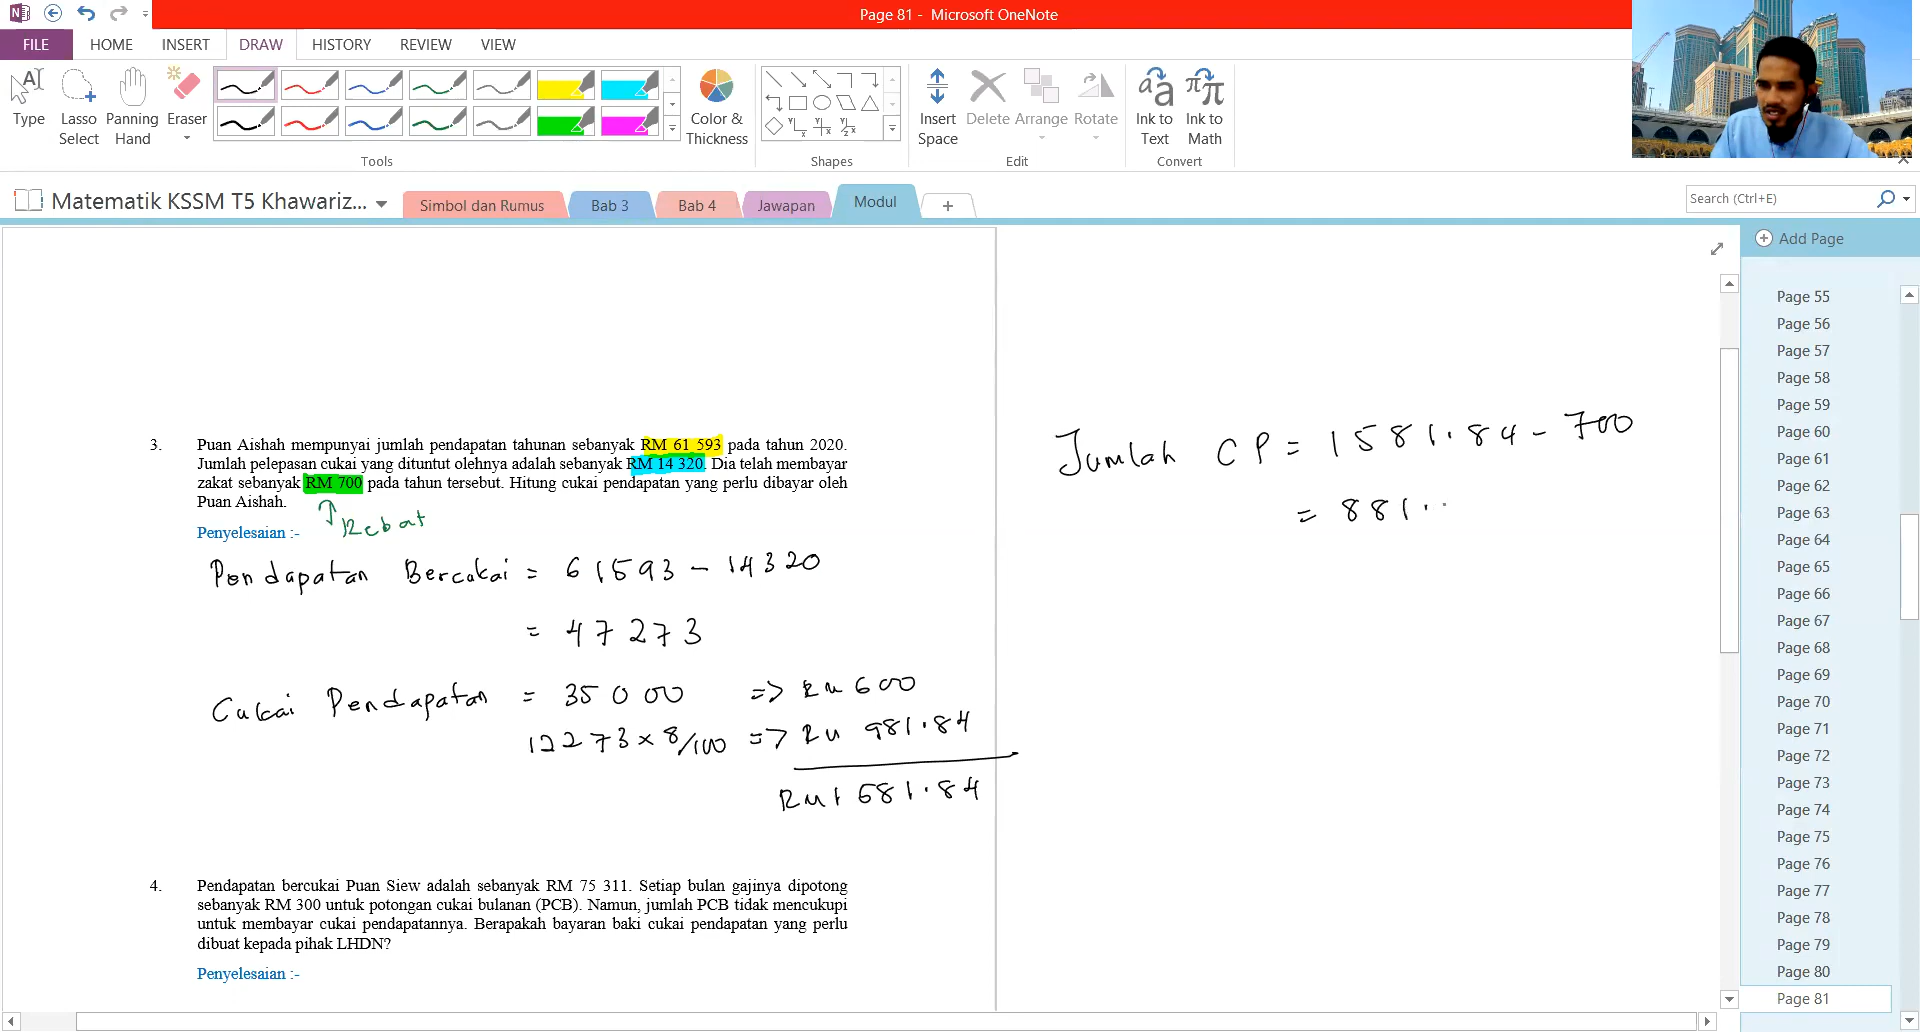 Page 81 - Microsoft OneNote
FILE HOME INSERT DRAW HISTORY REVIEW VIEW
Type
Lasso Select
Panning Hand
Eraser
Color & Thickness
Insert Space
Delete
Arrange
Rotate
Ink to Text
Ink to Math
Tools
Shapes
Edit
Convert
Matematik KSSM T5 Khawariz...
Simbol dan Rumus
Bab 3
Bab 4
Jawapan
Modul
Search (Ctrl+E)
3. Puan Aishah mempunyai jumlah pendapatan tahunan sebanyak RM 61 593 pada tahun 2020.
Jumlah pelepasan cukai yang dituntut olehnya adalah sebanyak RM 14 320. Dia telah membayar
zakat sebanyak RM 700 pada tahun tersebut. Hitung cukai pendapatan yang perlu dibayar oleh
Puan Aishah.
Rebat
Penyelesaian :-
Pendapatan Bercukai = 61593 - 14320
= 47273
Cukai Pendapatan = 35000 => RM 600
12273 × 8/100 => RM 981.84
RM1581.84
4. Pendapatan bercukai Puan Siew adalah sebanyak RM 75 311. Setiap bulan gajinya dipotong
sebanyak RM 300 untuk potongan cukai bulanan (PCB). Namun, jumlah PCB tidak mencukupi
untuk membayar cukai pendapatannya. Berapakah bayaran baki cukai pendapatan yang perlu
dibuat kepada pihak LHDN?
Penyelesaian :-
Jumlah CP = 1581.84 - 700
= 881.
Add Page
Page 55
Page 56
Page 57
Page 58
Page 59
Page 60
Page 61
Page 62
Page 63
Page 64
Page 65
Page 66
Page 67
Page 68
Page 69
Page 70
Page 71
Page 72
Page 73
Page 74
Page 75
Page 76
Page 77
Page 78
Page 79
Page 80
Page 81